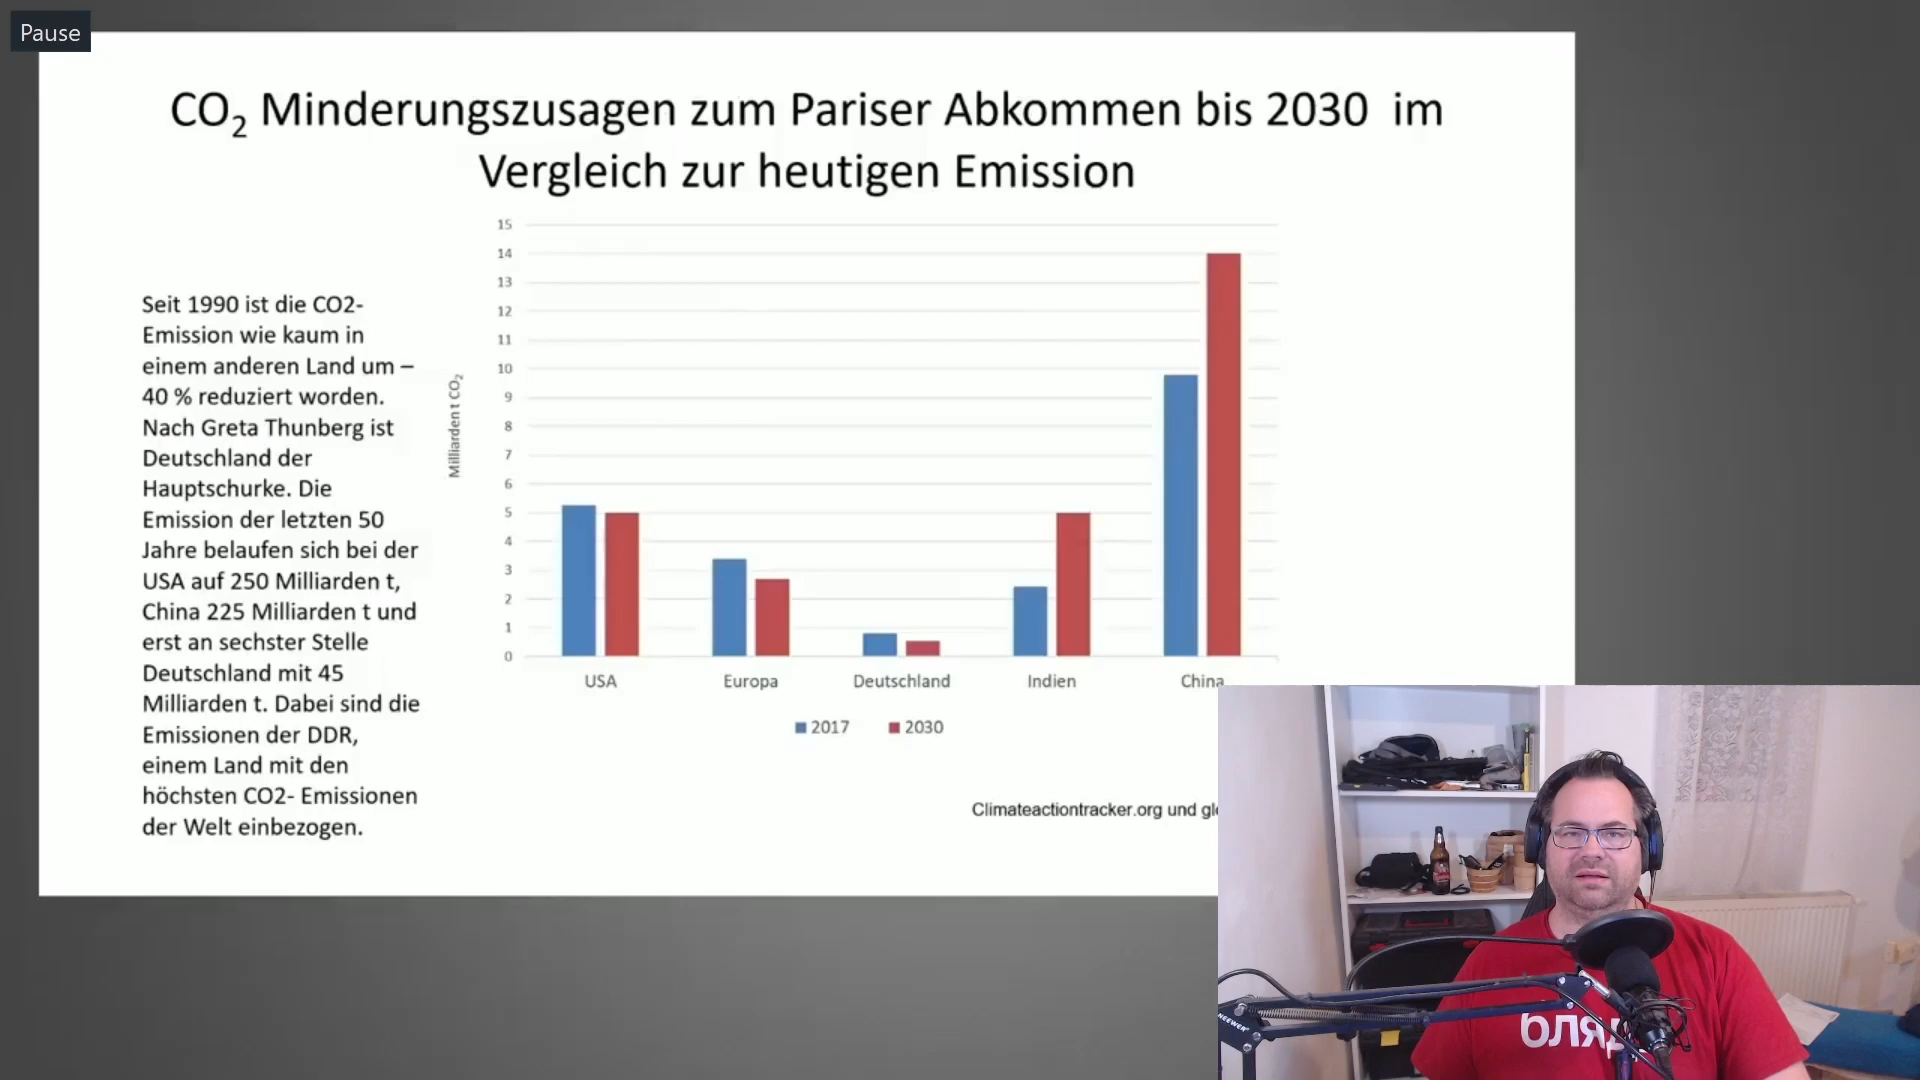 Pause
CO2 Minderungszusagen zum Pariser Abkommen bis 2030 im
Vergleich zur heutigen Emission
Seit 1990 ist die CO2-
Emission wie kaum in
einem anderen Land um –
40 % reduziert worden.
Nach Greta Thunberg ist
Deutschland der
Hauptschurke. Die
Emission der letzten 50
Jahre belaufen sich bei der
USA auf 250 Milliarden t,
China 225 Milliarden t und
erst an sechster Stelle
Deutschland mit 45
Milliarden t. Dabei sind die
Emissionen der DDR,
einem Land mit den
höchsten CO2- Emissionen
der Welt einbezogen.
Milliarden t CO2
15
14
13
12
11
10
9
8
7
6
5
4
3
2
1
0
USA
Europa
Deutschland
Indien
China
2017
2030
Climateactiontracker.org und
NEEWER